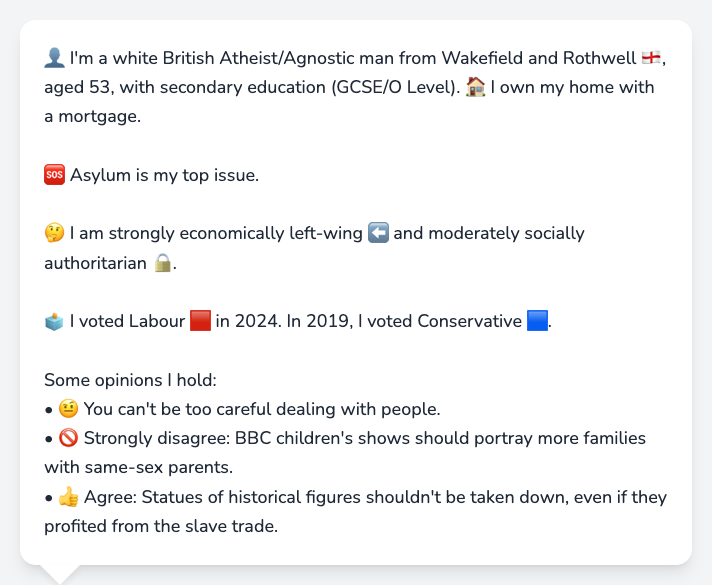 👤 I'm a white British Atheist/Agnostic man from Wakefield and Rothwell 🏴󠁧󠁢󠁥󠁮󠁧󠁿,
aged 53, with secondary education (GCSE/O Level). 🏠 I own my home with
a mortgage.
🆘 Asylum is my top issue.
🤔 I am strongly economically left-wing ⬅️ and moderately socially
authoritarian 🔒.
🗳️ I voted Labour 🟥 in 2024. In 2019, I voted Conservative 🟦.
Some opinions I hold:
• 🤨 You can't be too careful dealing with people.
• 🚫 Strongly disagree: BBC children's shows should portray more families
with same-sex parents.
• 👍 Agree: Statues of historical figures shouldn't be taken down, even if they
profited from the slave trade.